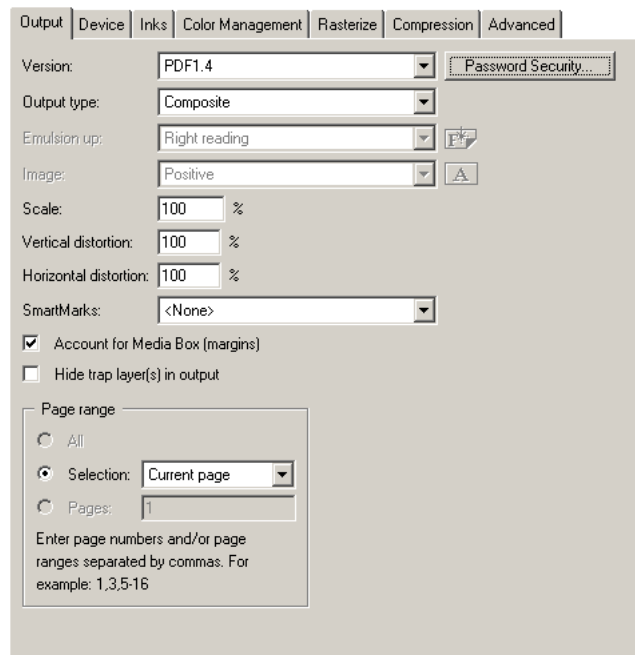 Output Device Inks Color Management Rasterize Compression Advanced
Version: PDF1.4 Password Security...
Output type: Composite
Emulsion up: Right reading F
Image: Positive A
Scale: 100 %
Vertical distortion: 100 %
Horizontal distortion: 100 %
SmartMarks: <None>
Account for Media Box (margins)
Hide trap layer(s) in output
Page range
All
Selection: Current page
Pages: 1
Enter page numbers and/or page
ranges separated by commas. For
example: 1,3,5-16